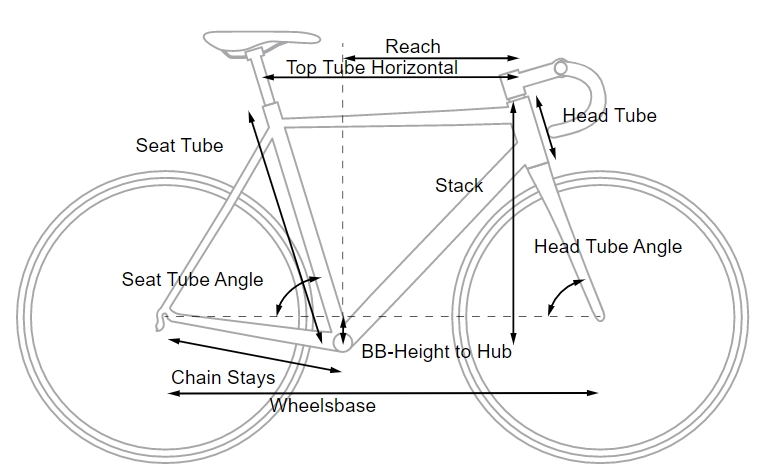 Reach
Top Tube Horizontal
Head Tube
Seat Tube
Stack
Head Tube Angle
Seat Tube Angle
BB-Height to Hub
Chain Stays
Wheelsbase